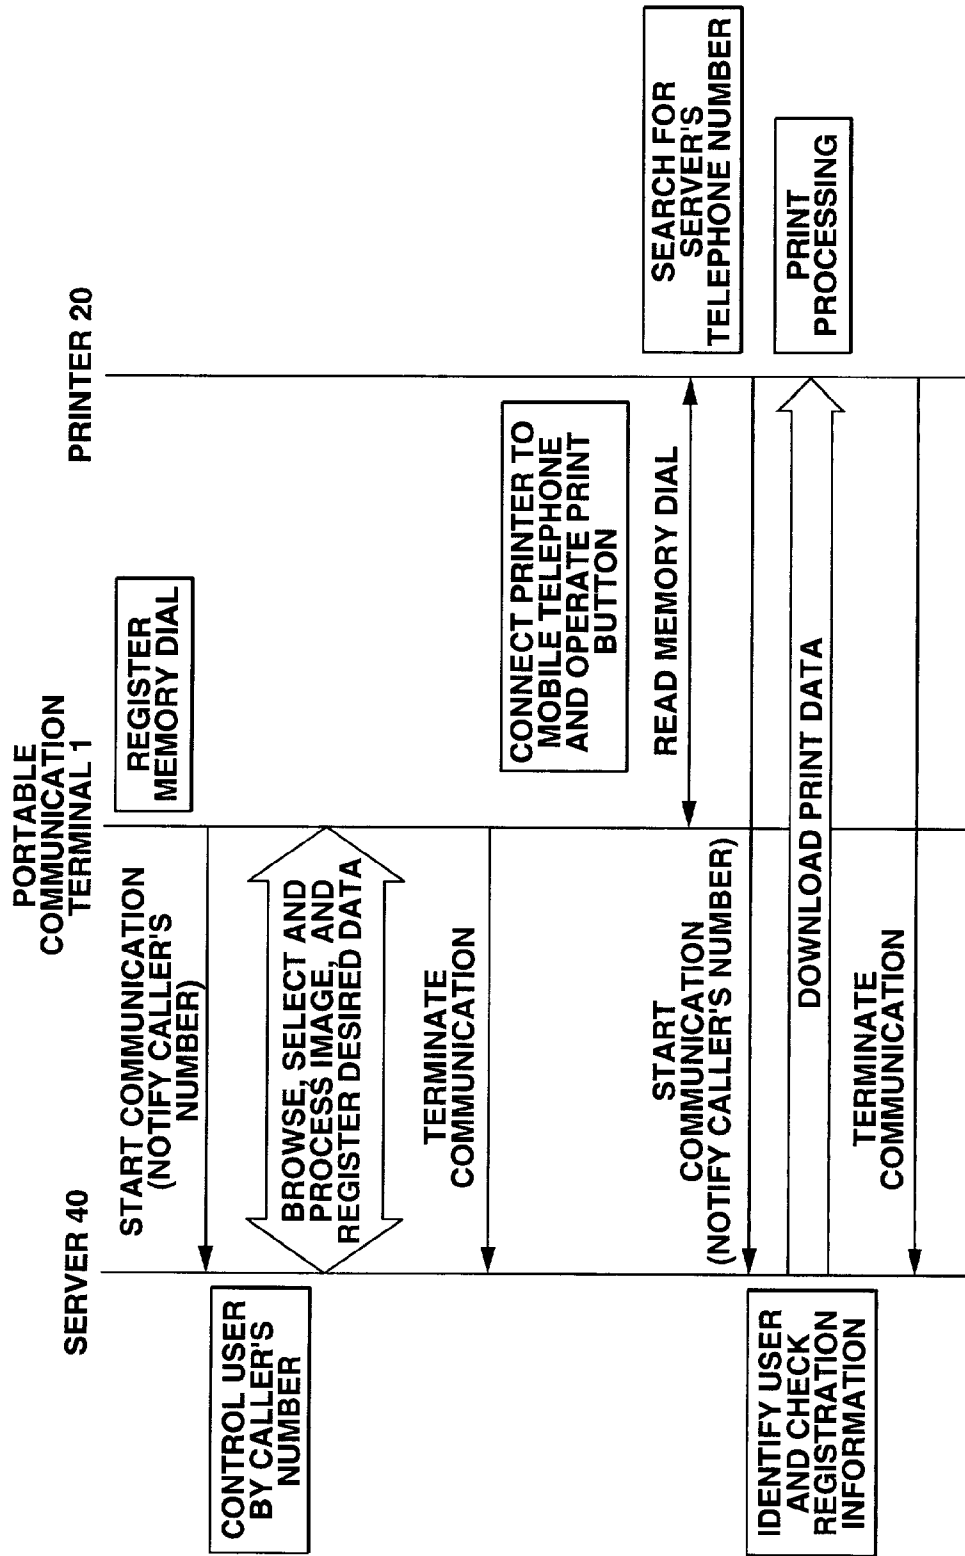 SERVER 40
PORTABLE
COMMUNICATION
TERMINAL 1
PRINTER 20
REGISTER
MEMORY DIAL
START COMMUNICATION
(NOTIFY CALLER'S
NUMBER)
CONTROL USER
BY CALLER'S
NUMBER
BROWSE, SELECT AND
PROCESS IMAGE, AND
REGISTER DESIRED DATA
TERMINATE
COMMUNICATION
CONNECT PRINTER TO
MOBILE TELEPHONE
AND OPERATE PRINT
BUTTON
READ MEMORY DIAL
SEARCH FOR
SERVER'S
TELEPHONE NUMBER
START
COMMUNICATION
(NOTIFY CALLER'S NUMBER)
IDENTIFY USER
AND CHECK
REGISTRATION
INFORMATION
DOWNLOAD PRINT DATA
PRINT
PROCESSING
TERMINATE
COMMUNICATION